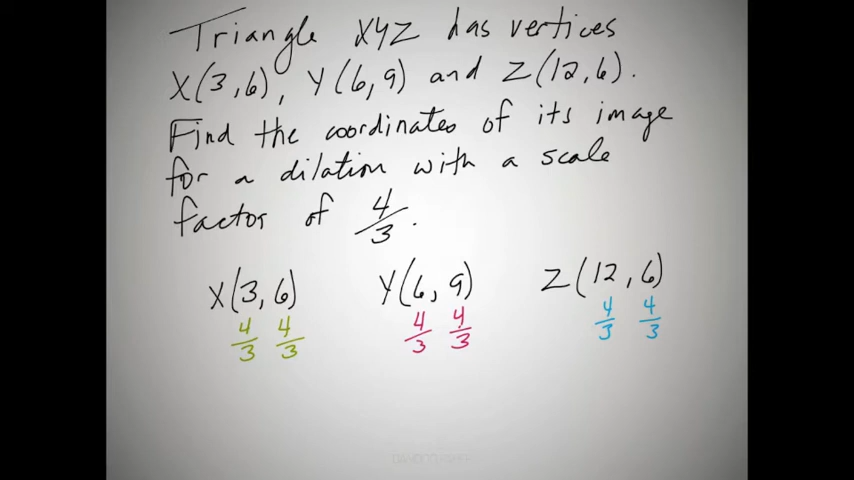 Triangle XYZ has vertices
X(3,6), Y(6,9) and Z(12,6).
Find the coordinates of its image
for a dilation with a scale
factor of 4/3.
X(3,6) Y(6,9) Z(12,6)
4/3 4/3 4/3 4/3 4/3 4/3